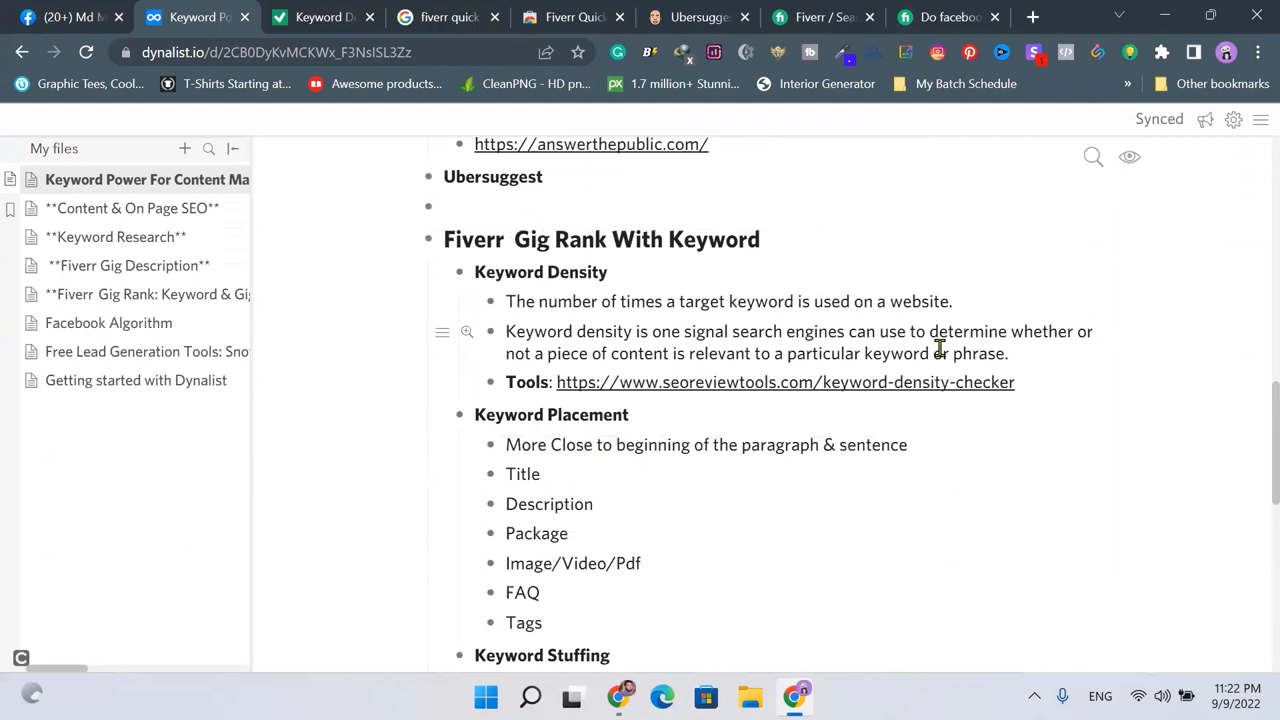 (20) Md M
Keyword Po
Keyword De
fiverr quick
Fiverr Quick
Ubersugge
Fiverr / Sea
Do facebo
dynalist.io/d/2CB0DyKvMCKWx_F3NsISL3Zz
Graphic Tees, Cool...
T-Shirts Starting at...
Awesome products...
CleanPNG - HD pn...
1.7 million+ Stunni...
Interior Generator
My Batch Schedule
»
Other bookmarks
Synced
My files
Keyword Power For Content Ma
**Content & On Page SEO**
**Keyword Research**
**Fiverr Gig Description**
**Fiverr Gig Rank: Keyword & Gi
Facebook Algorithm
Free Lead Generation Tools: Sno
Getting started with Dynalist
https://answerthepublic.com/
Ubersuggest
Fiverr Gig Rank With Keyword
Keyword Density
The number of times a target keyword is used on a website.
Keyword density is one signal search engines can use to determine whether or
not a piece of content is relevant to a particular keyword or phrase.
Tools: https://www.seoreviewtools.com/keyword-density-checker
Keyword Placement
More Close to beginning of the paragraph & sentence
Title
Description
Package
Image/Video/Pdf
FAQ
Tags
Keyword Stuffing
ENG
11:22 PM
9/9/2022